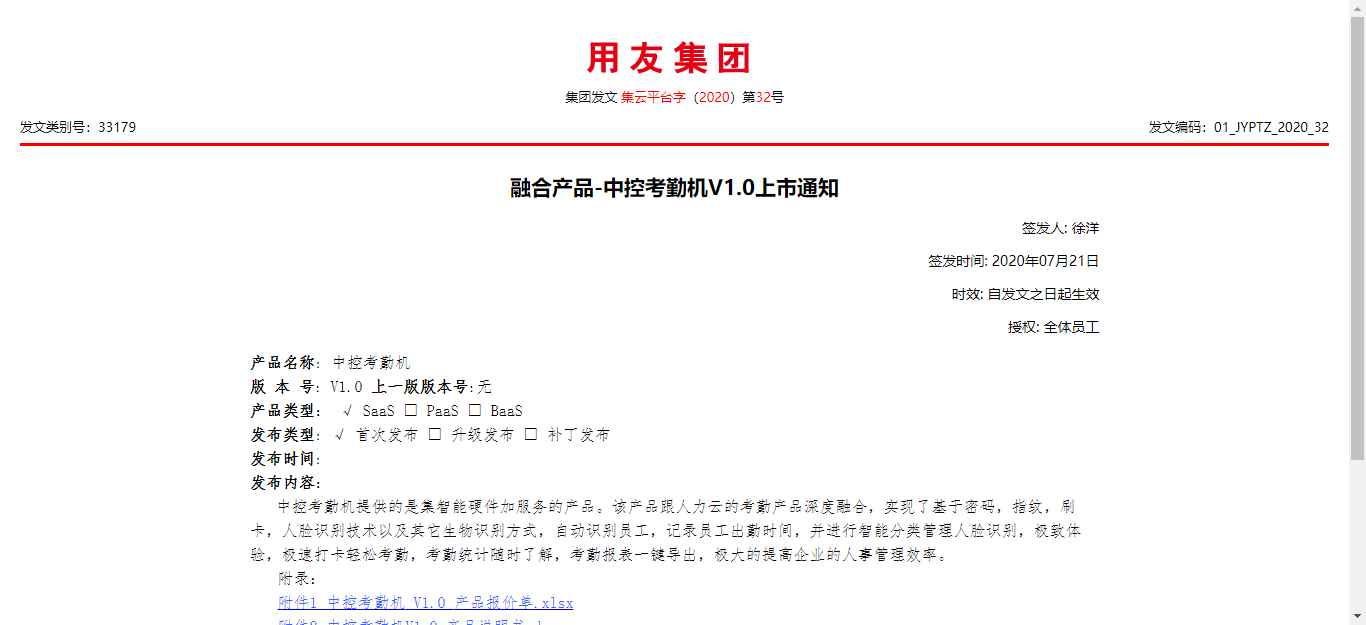 用友集团
集团发文 集云平台字（2020）第32号
发文类别号：33179
发文编码：01_JYPTZ_2020_32
融合产品-中控考勤机V1.0上市通知
签发人: 徐洋
签发时间: 2020年07月21日
时效: 自发文之日起生效
授权: 全体员工
产品名称：中控考勤机
版 本 号：V1.0 上一版版本号:无
产品类型： √ SaaS □ PaaS □ BaaS
发布类型：√ 首次发布 □ 升级发布 □ 补丁发布
发布时间：
发布内容：
中控考勤机提供的是集智能硬件加服务的产品。该产品跟人力云的考勤产品深度融合，实现了基于密码，指纹，刷
卡，人脸识别技术以及其它生物识别方式，自动识别员工，记录员工出勤时间，并进行智能分类管理人脸识别，极致体
验，极速打卡轻松考勤，考勤统计随时了解，考勤报表一键导出，极大的提高企业的人事管理效率。
附录：
附件1_中控考勤机_V1.0_产品报价单.xlsx